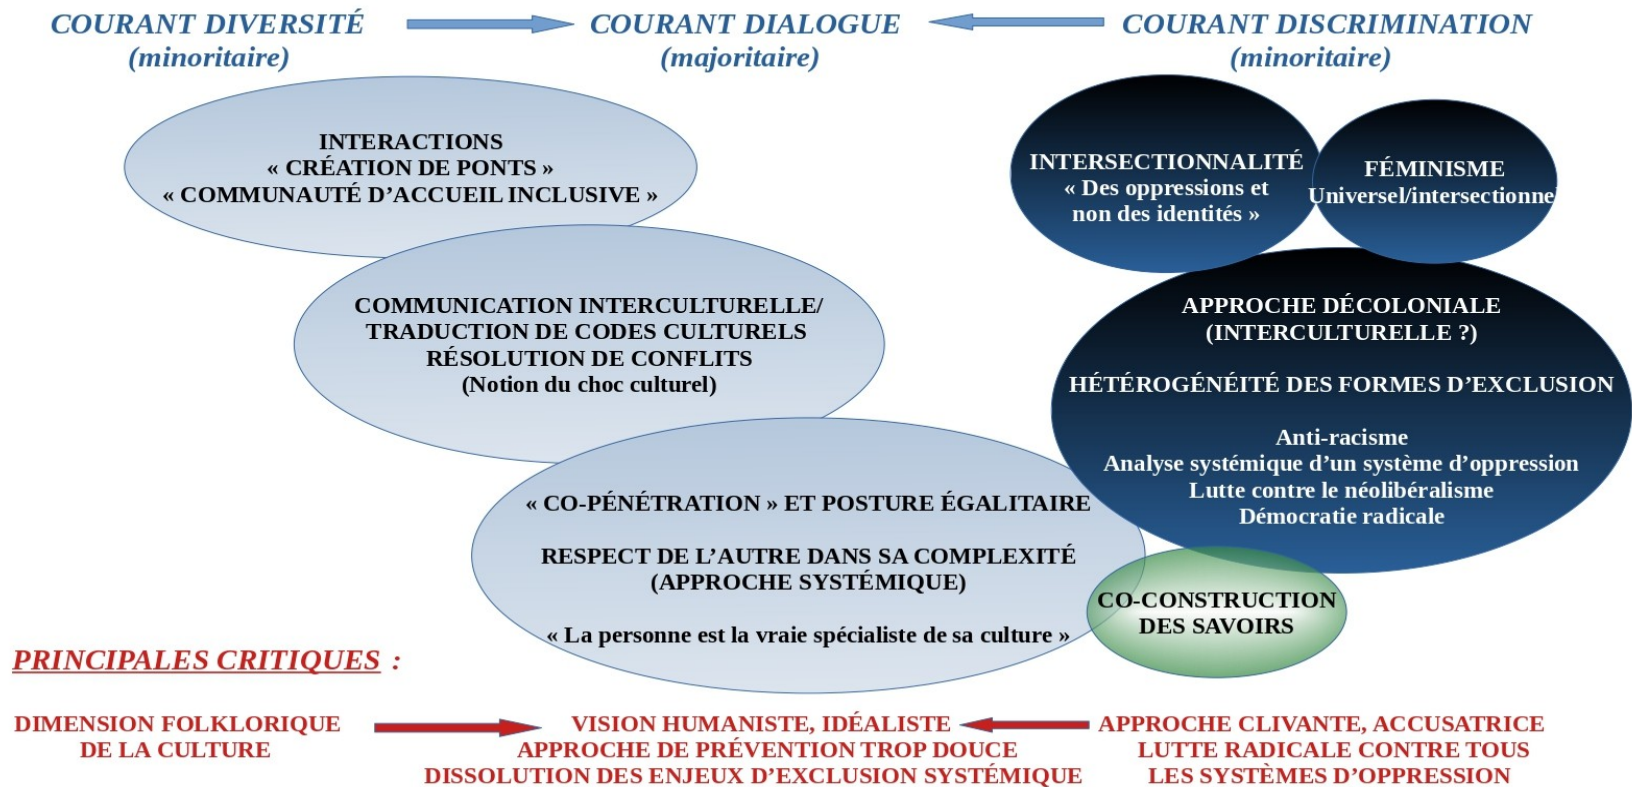 COURANT DIVERSITÉ
(minoritaire)
COURANT DIALOGUE
(majoritaire)
COURANT DISCRIMINATION
(minoritaire)
INTERACTIONS
« CRÉATION DE PONTS »
« COMMUNAUTÉ D’ACCUEIL INCLUSIVE »
INTERSECTIONNALITÉ
« Des oppressions et
non des identités »
FÉMINISME
Universel/intersectionne
COMMUNICATION INTERCULTURELLE/
TRADUCTION DE CODES CULTURELS
RÉSOLUTION DE CONFLITS
(Notion du choc culturel)
APPROCHE DÉCOLONIALE
(INTERCULTURELLE ?)
HÉTÉROGÉNÉITÉ DES FORMES D’EXCLUSION
Anti-racisme
Analyse systémique d’un système d’oppression
Lutte contre le néolibéralisme
Démocratie radicale
« CO-PÉNÉTRATION » ET POSTURE ÉGALITAIRE
RESPECT DE L’AUTRE DANS SA COMPLEXITÉ
(APPROCHE SYSTÉMIQUE)
« La personne est la vraie spécialiste de sa culture »
CO-CONSTRUCTION
DES SAVOIRS
PRINCIPALES CRITIQUES :
DIMENSION FOLKLORIQUE
DE LA CULTURE
VISION HUMANISTE, IDÉALISTE
APPROCHE DE PRÉVENTION TROP DOUCE
DISSOLUTION DES ENJEUX D’EXCLUSION SYSTÉMIQUE
APPROCHE CLIVANTE, ACCUSATRICE
LUTTE RADICALE CONTRE TOUS
LES SYSTÈMES D’OPPRESSION